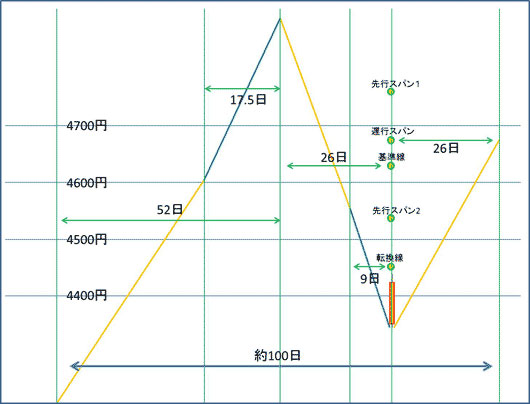 先行スパン1
17.5日
4700円
遅行スパン
26日
基準線
26日
4600円
52日
先行スパン2
4500円
転換線
9日
4400円
約100日